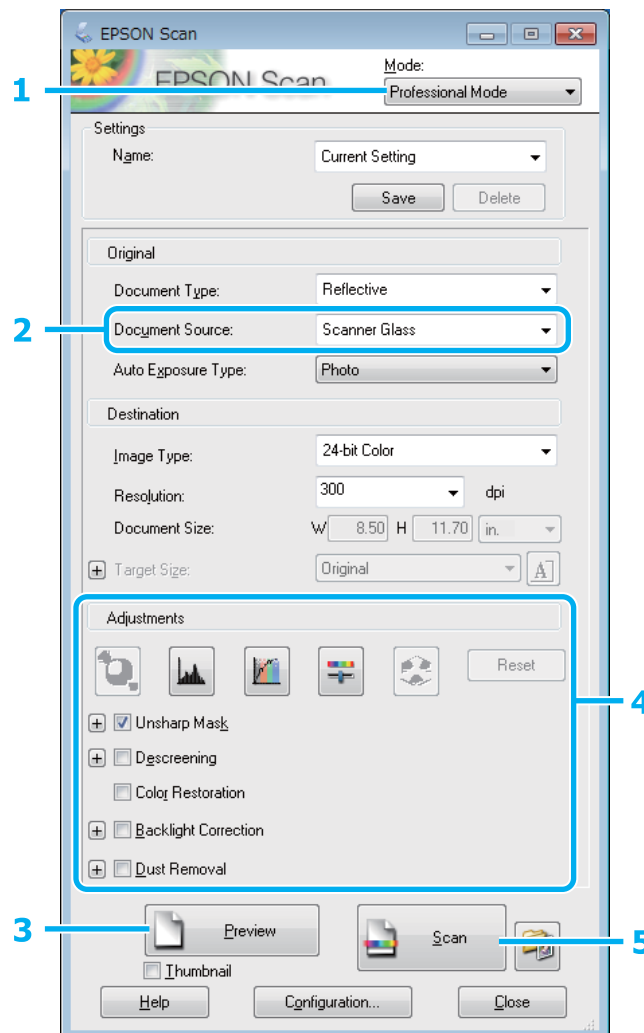 EPSON Scan
EPSON Scan
Mode:
1
Professional Mode
Settings
Name:
Current Setting
Save
Delete
Original
Document Type:
Reflective
2
Document Source:
Scanner Glass
Auto Exposure Type:
Photo
Destination
Image Type:
24-bit Color
Resolution:
300
dpi
Document Size:
W
8.50
H
11.70
in.
Target Size:
Original
A
Adjustments
Reset
4
Unsharp Mask
Descreening
Color Restoration
Backlight Correction
Dust Removal
3
Preview
Scan
5
Thumbnail
Help
Configuration...
Close